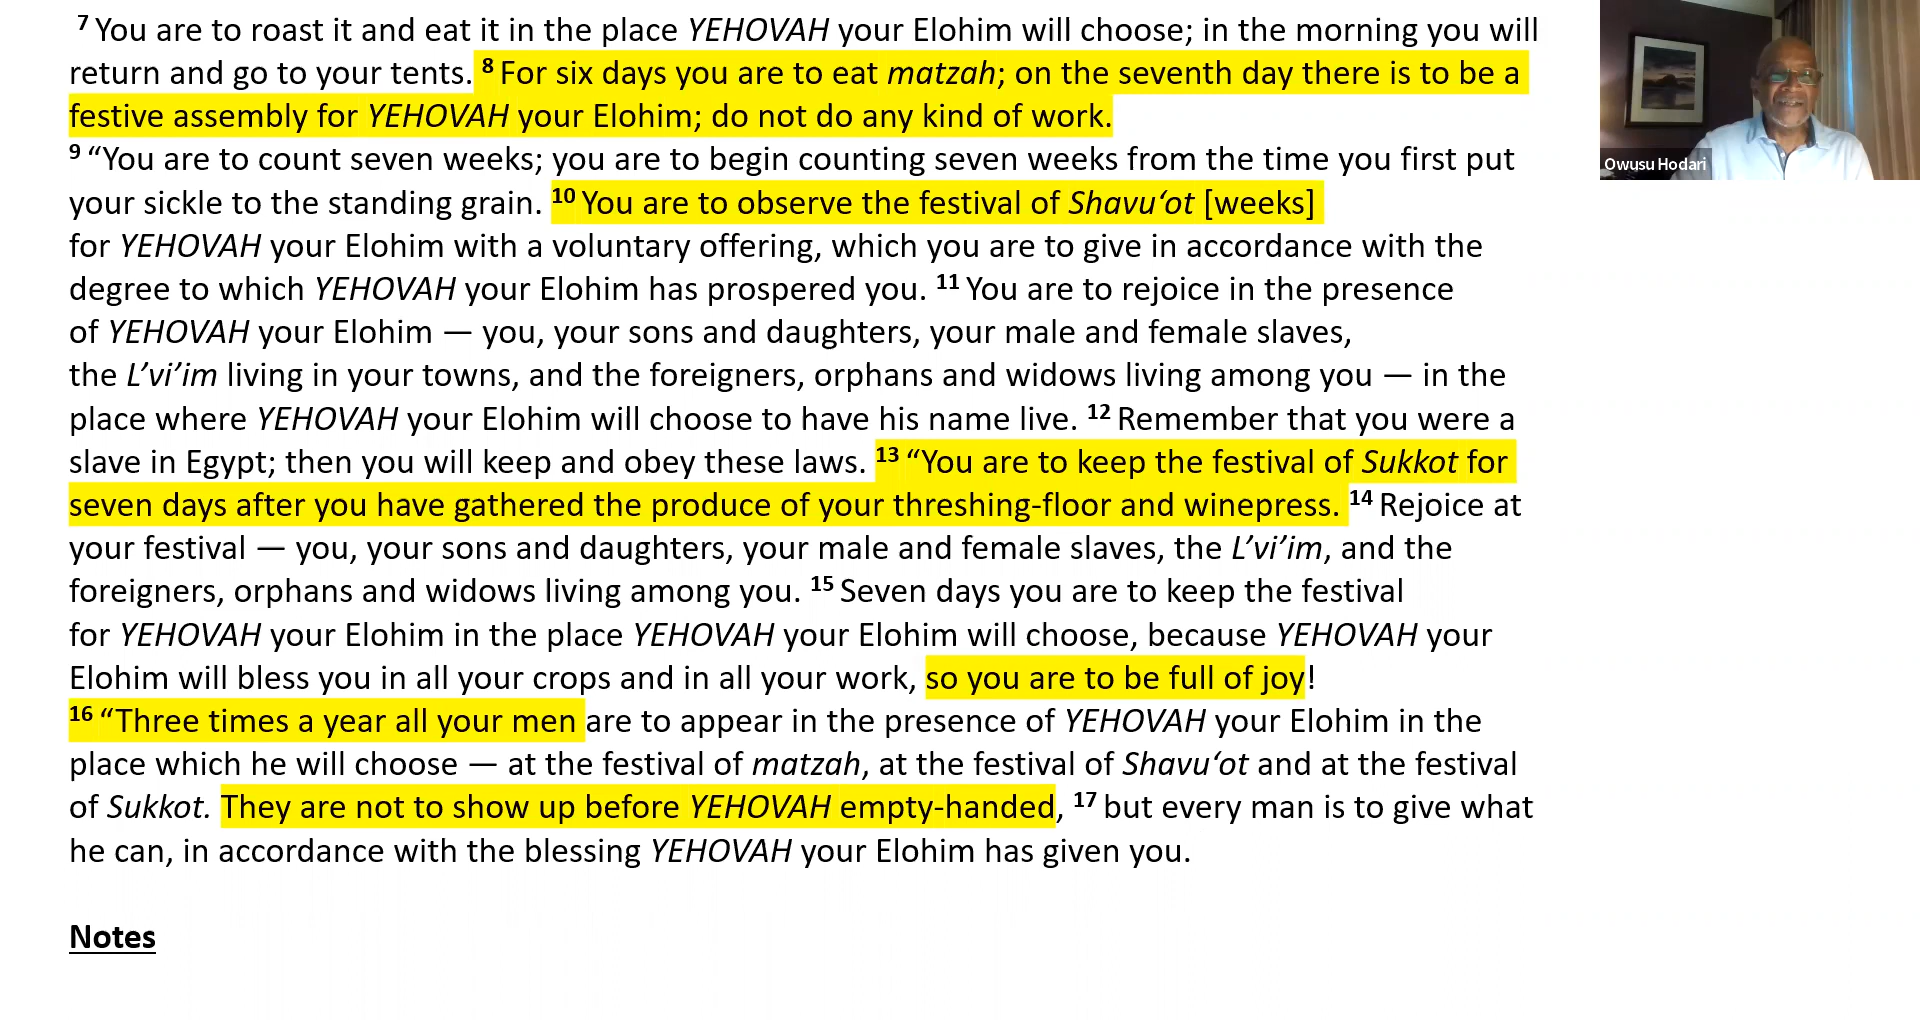 7 You are to roast it and eat it in the place YEHOVAH your Elohim will choose; in the morning you will
return and go to your tents. 8 For six days you are to eat matzah; on the seventh day there is to be a
festive assembly for YEHOVAH your Elohim; do not do any kind of work.
9 “You are to count seven weeks; you are to begin counting seven weeks from the time you first put
your sickle to the standing grain. 10 You are to observe the festival of Shavu‘ot [weeks]
for YEHOVAH your Elohim with a voluntary offering, which you are to give in accordance with the
degree to which YEHOVAH your Elohim has prospered you. 11 You are to rejoice in the presence
of YEHOVAH your Elohim — you, your sons and daughters, your male and female slaves,
the L’vi’im living in your towns, and the foreigners, orphans and widows living among you — in the
place where YEHOVAH your Elohim will choose to have his name live. 12 Remember that you were a
slave in Egypt; then you will keep and obey these laws. 13 “You are to keep the festival of Sukkot for
seven days after you have gathered the produce of your threshing-floor and winepress. 14 Rejoice at
your festival — you, your sons and daughters, your male and female slaves, the L’vi’im, and the
foreigners, orphans and widows living among you. 15 Seven days you are to keep the festival
for YEHOVAH your Elohim in the place YEHOVAH your Elohim will choose, because YEHOVAH your
Elohim will bless you in all your crops and in all your work, so you are to be full of joy!
16 “Three times a year all your men are to appear in the presence of YEHOVAH your Elohim in the
place which he will choose — at the festival of matzah, at the festival of Shavu‘ot and at the festival
of Sukkot. They are not to show up before YEHOVAH empty-handed, 17 but every man is to give what
he can, in accordance with the blessing YEHOVAH your Elohim has given you.
Notes
Owusu Hodari